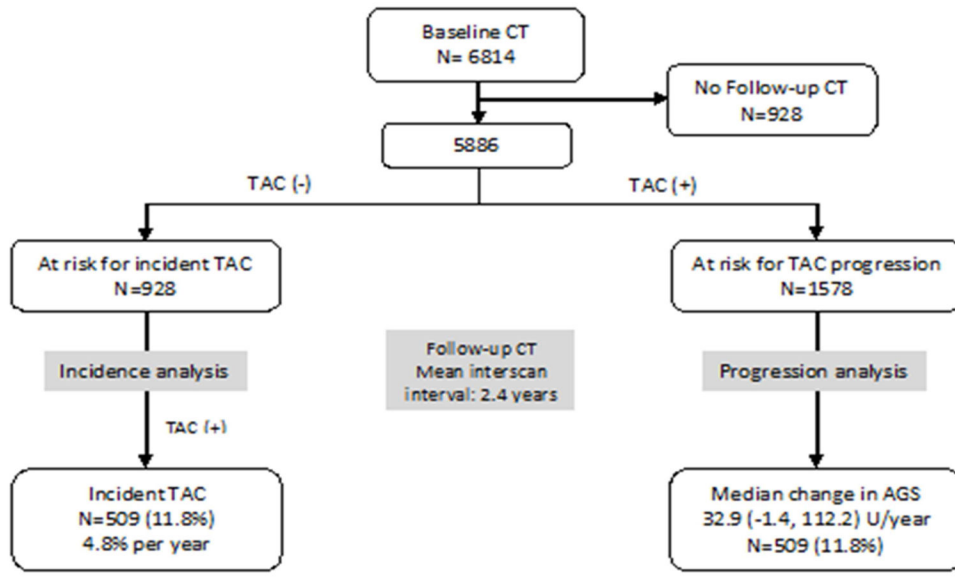 Baseline CT
N= 6814
No Follow-up CT
N=928
5886
TAC (-)
TAC (+)
At risk for incident TAC
N=928
At risk for TAC progression
N=1578
Incidence analysis
Follow-up CT
Mean interscan
interval: 2.4 years
Progression analysis
TAC (+)
Incident TAC
N=509 (11.8%)
4.8% per year
Median change in AGS
32.9 (-1.4, 112.2) U/year
N=509 (11.8%)